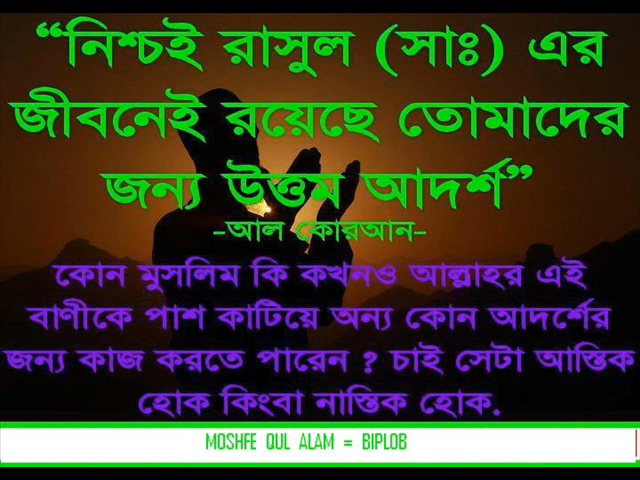 “নিশ্চই রাসুল (সাঃ) এর
জীবনেই রয়েছে তোমাদের
জন্য উত্তম আদর্শ”
-আল কোরআন-
কোন মুসলিম কি কখনও আল্লাহর এই
বাণীকে পাশ কাটিয়ে অন্য কোন আদর্শের
জন্য কাজ করতে পারেন ? চাই সেটা আস্তিক
হোক কিংবা নাস্তিক হোক.
MOSHFE QUL ALAM = BIPLOB